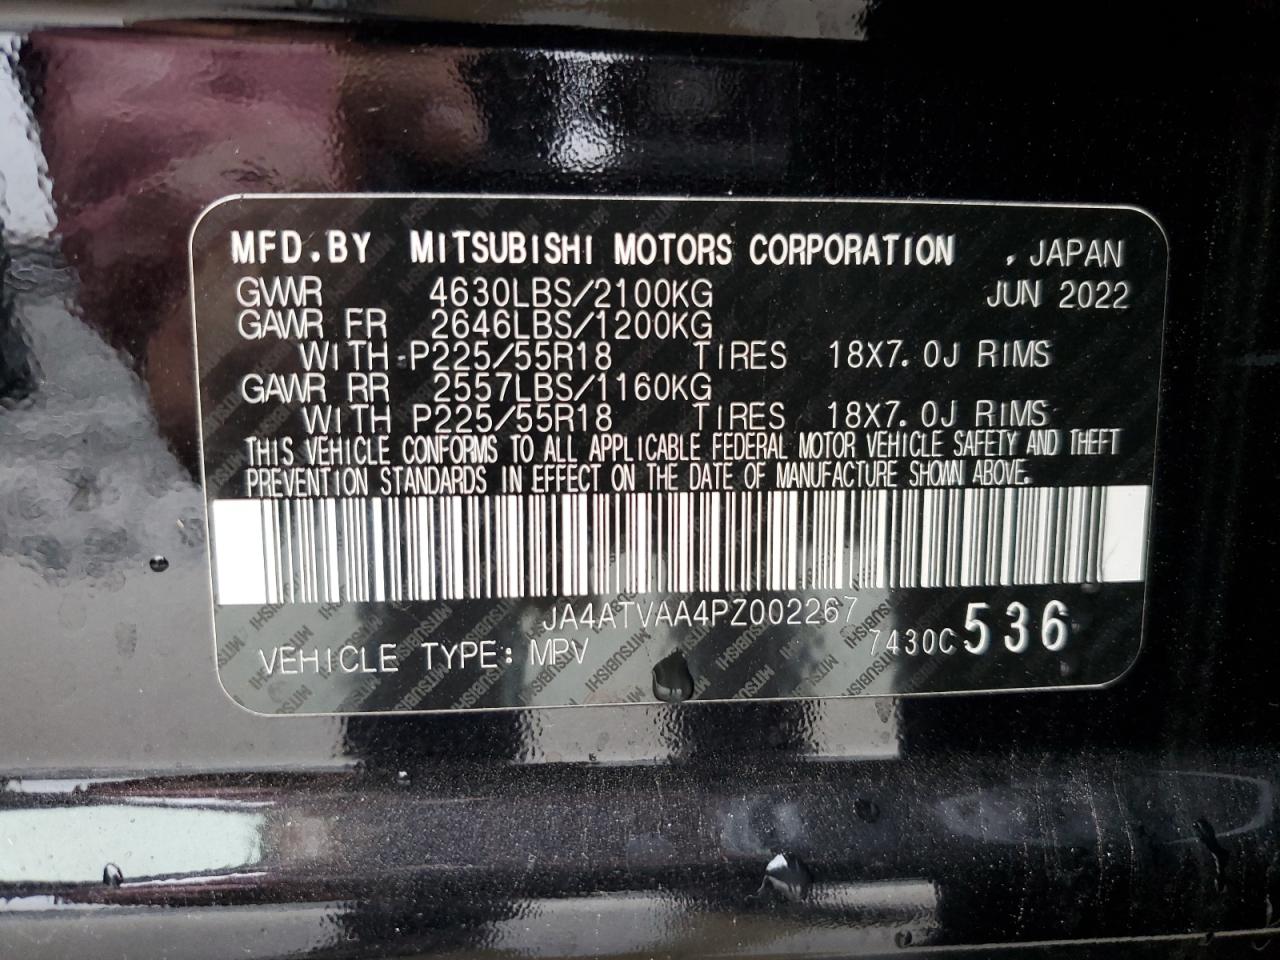 MFD.BY MITSUBISHI MOTORS CORPORATION , JAPAN
GVWR 4630LBS/2100KG JUN 2022
GAWR FR 2646LBS/1200KG
WITH P225/55R18 TIRES 18X7.0J RIMS
GAWR RR 2557LBS/1160KG
WITH P225/55R18 TIRES 18X7.0J RIMS
THIS VEHICLE CONFORMS TO ALL APPLICABLE FEDERAL MOTOR VEHICLE SAFETY AND THEFT
PREVENTION STANDARDS IN EFFECT ON THE DATE OF MANUFACTURE SHOWN ABOVE.
JA4ATVAA4PZ002267
VEHICLE TYPE: MPV 7430C 536